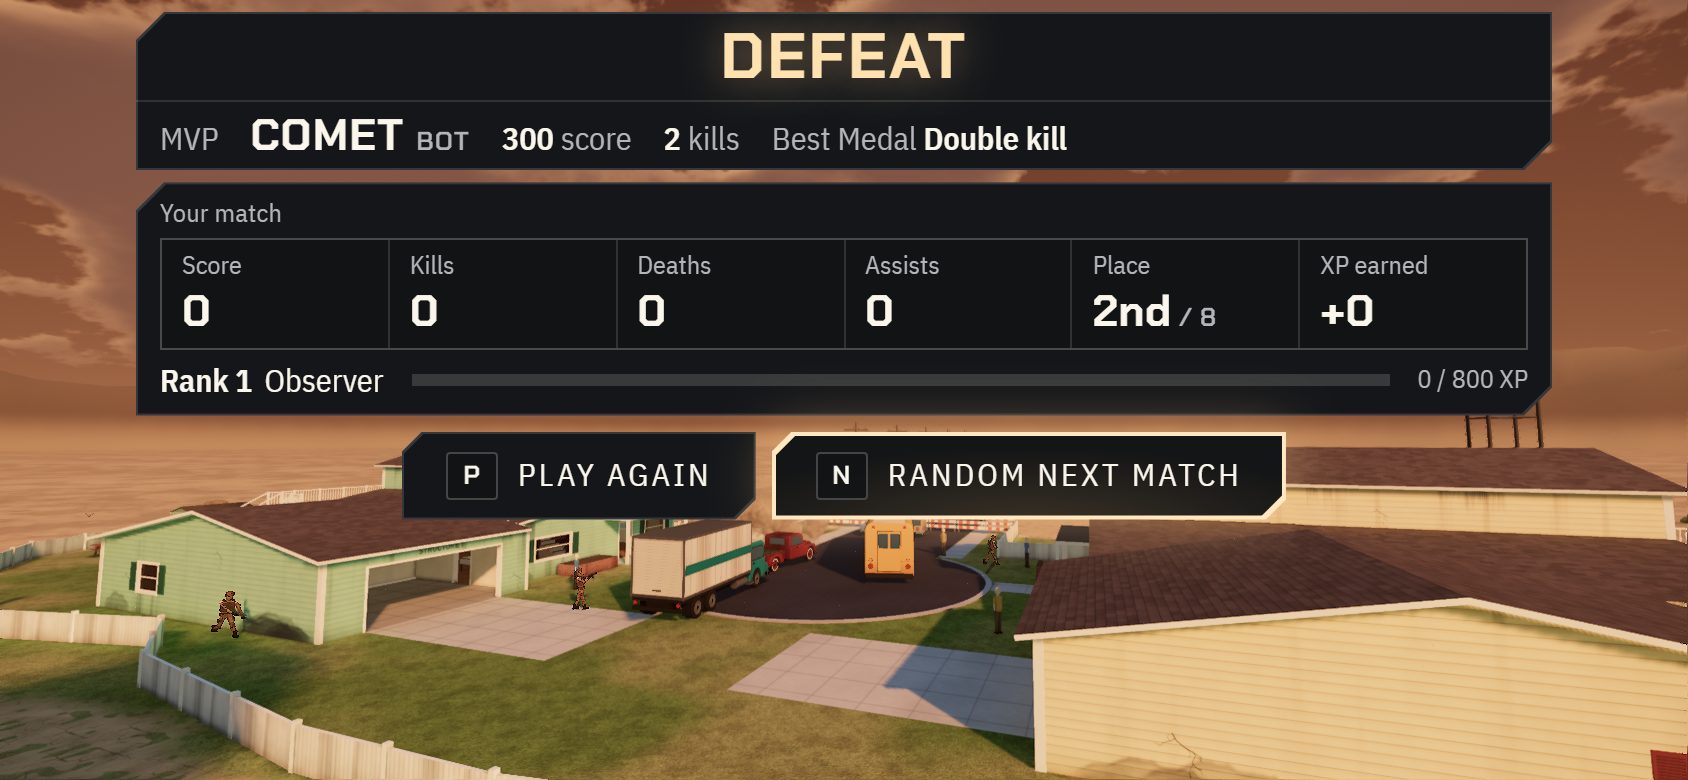 DEFEAT
MVP COMET BOT 300 score 2 kills Best Medal Double kill
Your match
Score Kills Deaths Assists Place XP earned
0 0 0 0 2nd / 8 +0
Rank 1 Observer 0 / 800 XP
P PLAY AGAIN N RANDOM NEXT MATCH